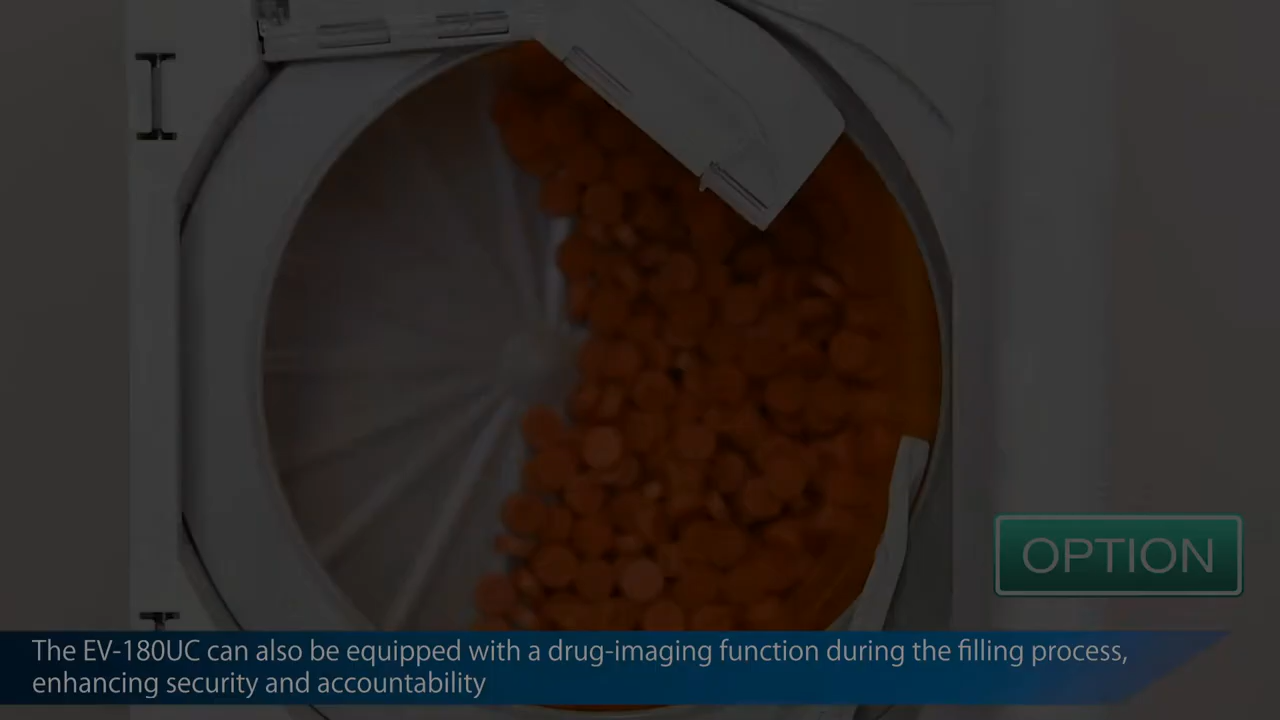 OPTION
The EV-180UC can also be equipped with a drug-imaging function during the filling process,
enhancing security and accountability